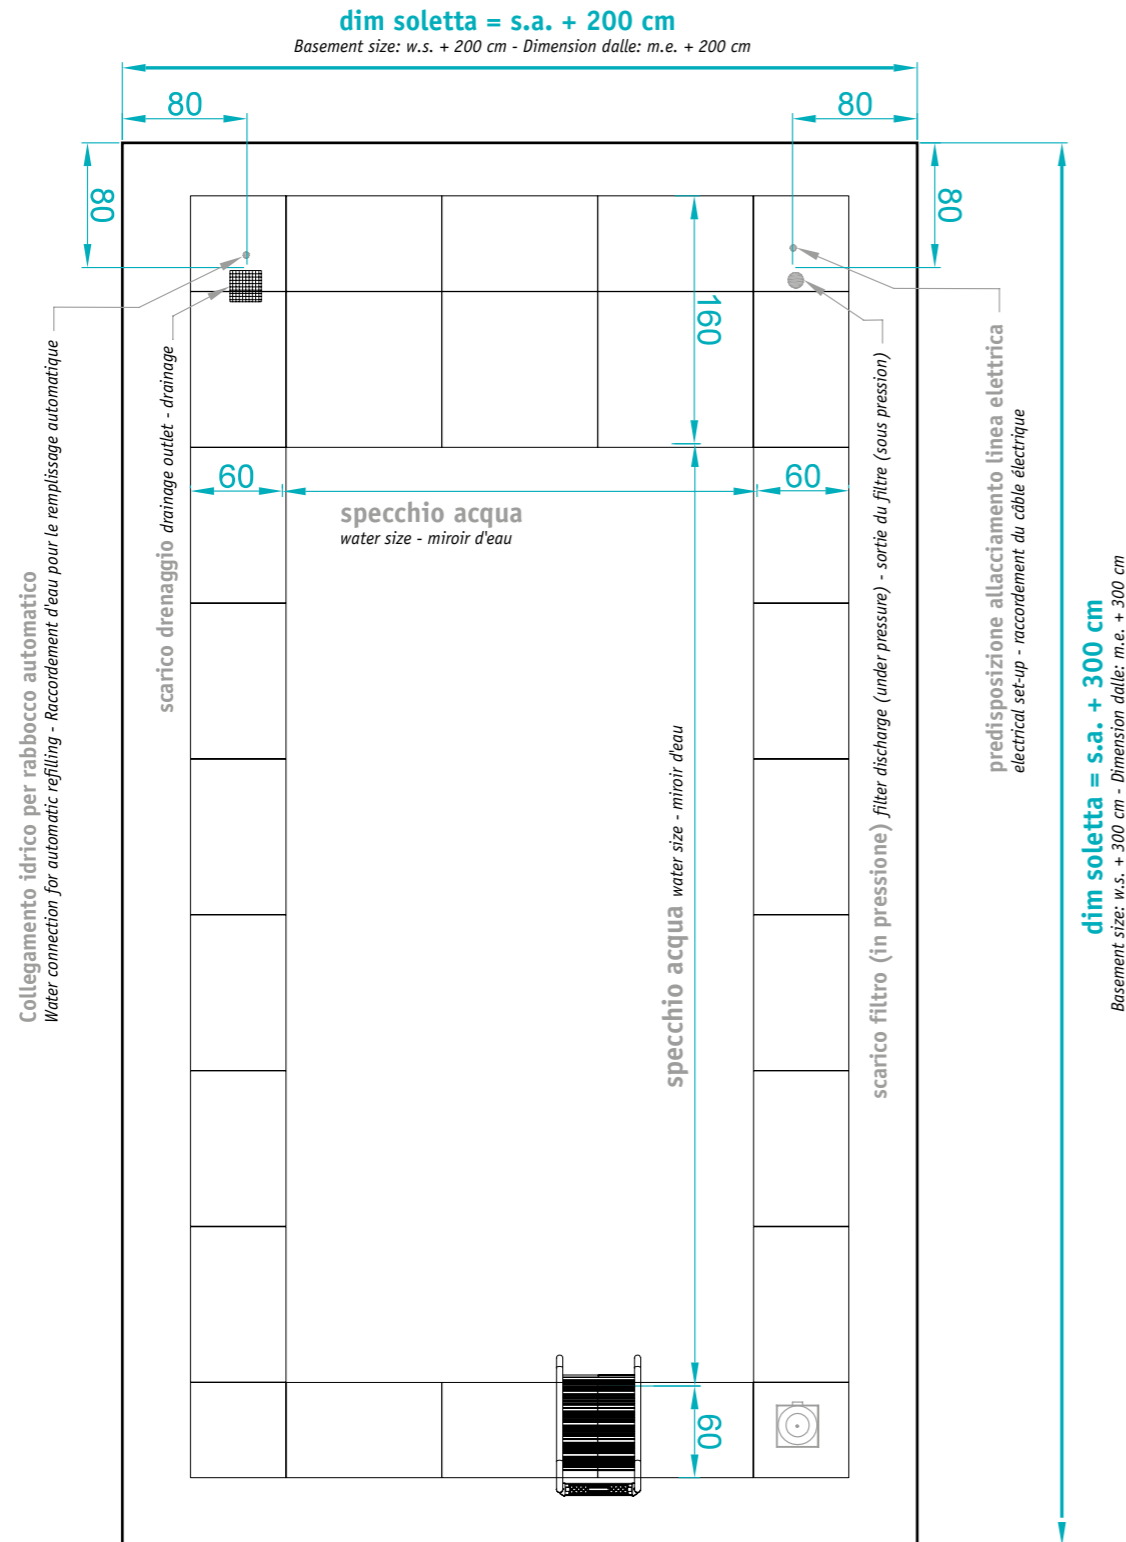 dim soletta = s.a. + 200 cm
Basement size: w.s. + 200 cm - Dimension dalle: m.e. + 200 cm
80
80
80
80
160
60
60
specchio acqua
water size - miroir d'eau
Collegamento idrico per rabbocco automatico
Water connection for automatic refilling - Raccordement d'eau pour le remplissage automatique
scarico drenaggio drainage outlet - drainage
specchio acqua water size - miroir d'eau
scarico filtro (in pressione) filter discharge (under pressure) - sortie du filtre (sous pression)
predisposizione allacciamento linea elettrica
electrical set-up - raccordement du câble électrique
dim soletta = s.a. + 300 cm
Basement size: w.s. + 300 cm - Dimension dalle: m.e. + 300 cm
60